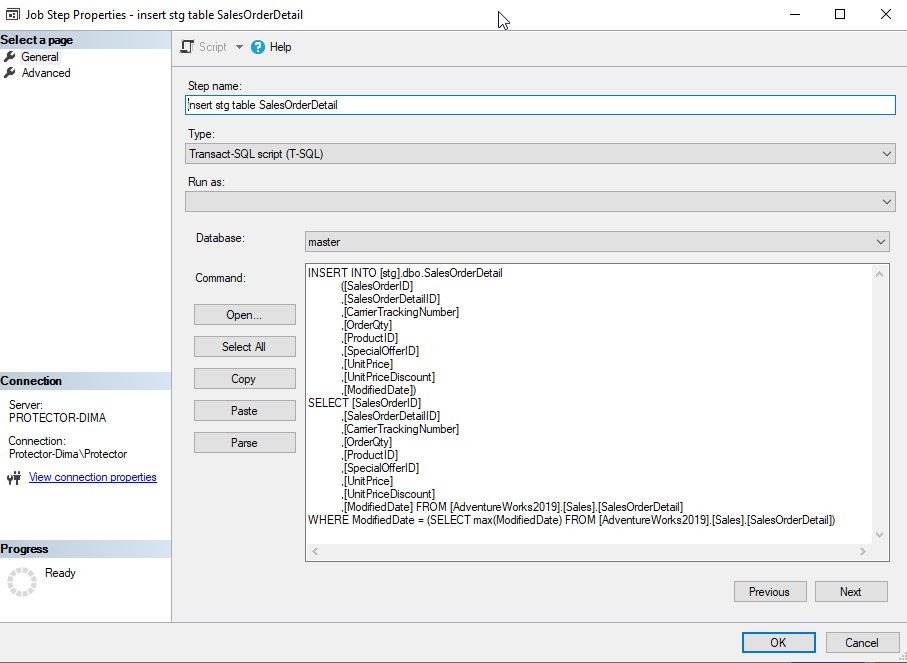 Job Step Properties - insert stg table SalesOrderDetail
Select a page
General
Advanced
Script
Help
Step name:
insert stg table SalesOrderDetail
Type:
Transact-SQL script (T-SQL)
Run as:
Database:
master
Command:
Open...
Select All
Copy
Paste
Parse
INSERT INTO [stg].dbo.SalesOrderDetail
([SalesOrderID]
,[SalesOrderDetailID]
,[CarrierTrackingNumber]
,[OrderQty]
,[ProductID]
,[SpecialOfferID]
,[UnitPrice]
,[UnitPriceDiscount]
,[ModifiedDate])
SELECT [SalesOrderID]
,[SalesOrderDetailID]
,[CarrierTrackingNumber]
,[OrderQty]
,[ProductID]
,[SpecialOfferID]
,[UnitPrice]
,[UnitPriceDiscount]
,[ModifiedDate] FROM [AdventureWorks2019].[Sales].[SalesOrderDetail]
WHERE ModifiedDate = (SELECT max(ModifiedDate) FROM [AdventureWorks2019].[Sales].[SalesOrderDetail])
Connection
Server:
PROTECTOR-DIMA
Connection:
Protector-Dima\Protector
View connection properties
Progress
Ready
Previous
Next
OK
Cancel